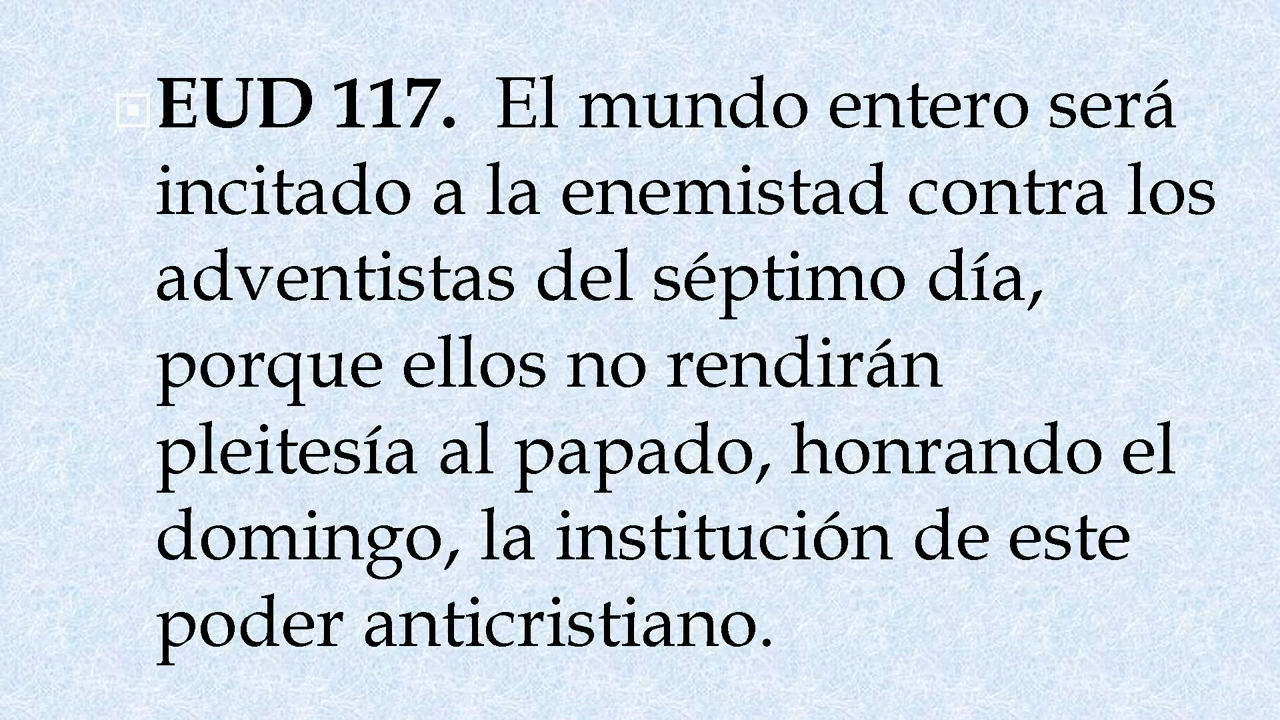 EUD 117. El mundo entero será
incitado a la enemistad contra los
adventistas del séptimo día,
porque ellos no rendirán
pleitesía al papado, honrando el
domingo, la institución de este
poder anticristiano.